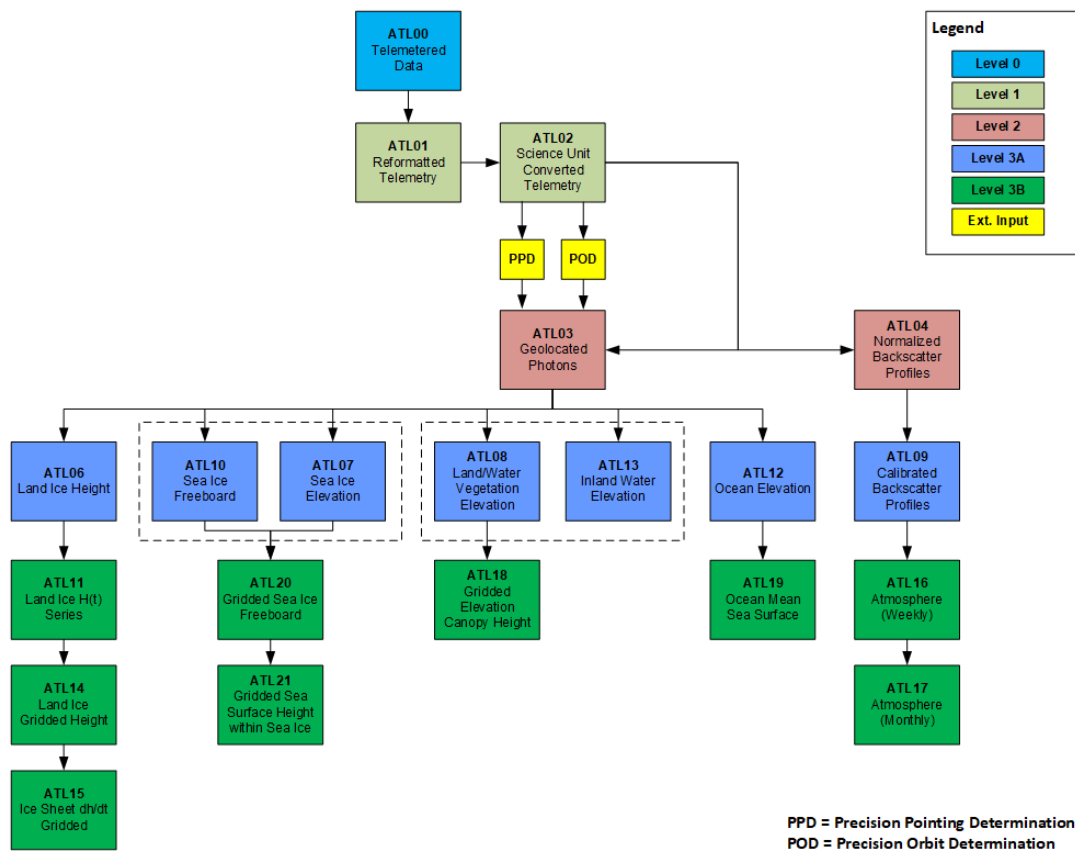 ATL00
Telemetered
Data
Legend
Level 0
Level 1
Level 2
Level 3A
Level 3B
Ext. Input
ATL01
Reformatted
Telemetry
ATL02
Science Unit
Converted
Telemetry
PPD
POD
ATL03
Geolocated
Photons
ATL04
Normalized
Backscatter
Profiles
ATL06
Land Ice Height
ATL10
Sea Ice
Freeboard
ATL07
Sea Ice
Elevation
ATL08
Land/Water
Vegetation
Elevation
ATL13
Inland Water
Elevation
ATL12
Ocean Elevation
ATL09
Calibrated
Backscatter
Profiles
ATL11
Land Ice H(t)
Series
ATL20
Gridded Sea Ice
Freeboard
ATL18
Gridded
Elevation
Canopy Height
ATL19
Ocean Mean
Sea Surface
ATL16
Atmosphere
(Weekly)
ATL14
Land Ice
Gridded Height
ATL21
Gridded Sea
Surface Height
within Sea Ice
ATL17
Atmosphere
(Monthly)
ATL15
Ice Sheet dh/dt
Gridded
PPD = Precision Pointing Determination
POD = Precision Orbit Determination